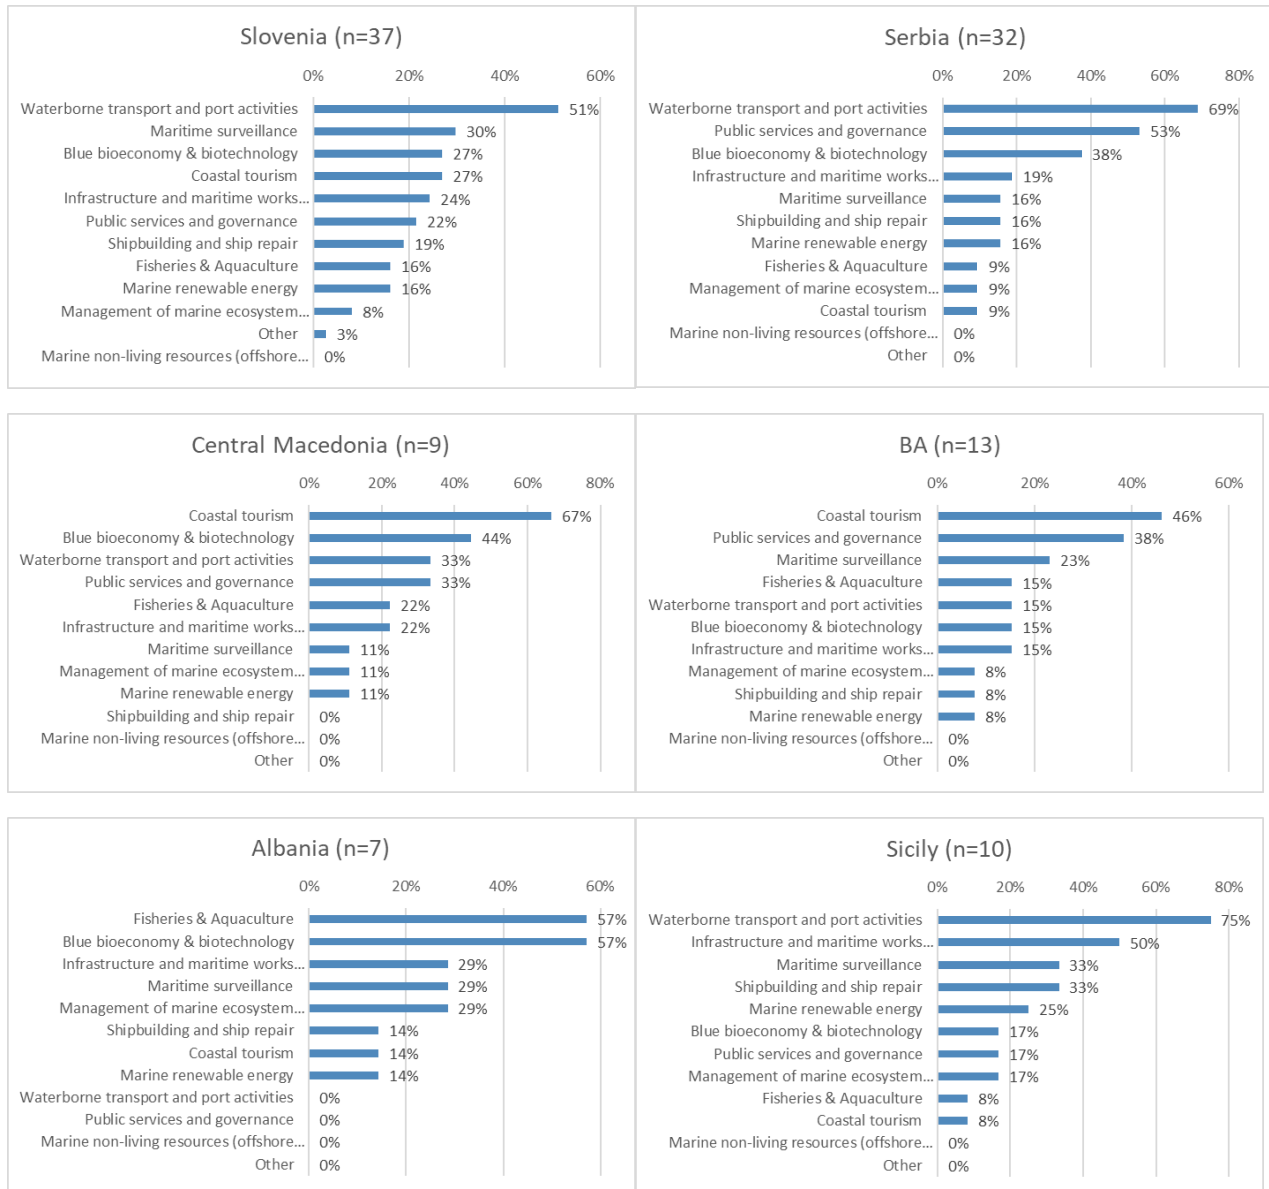 Slovenia (n=37)
0% 20% 40% 60%
Waterborne transport and port activities 51%
Maritime surveillance 30%
Blue bioeconomy & biotechnology 27%
Coastal tourism 27%
Infrastructure and maritime works... 24%
Public services and governance 22%
Shipbuilding and ship repair 19%
Fisheries & Aquaculture 16%
Marine renewable energy 16%
Management of marine ecosystem... 8%
Other 3%
Marine non-living resources (offshore... 0%
Serbia (n=32)
0% 20% 40% 60% 80%
Waterborne transport and port activities 69%
Public services and governance 53%
Blue bioeconomy & biotechnology 38%
Infrastructure and maritime works... 19%
Maritime surveillance 16%
Shipbuilding and ship repair 16%
Marine renewable energy 16%
Fisheries & Aquaculture 9%
Management of marine ecosystem... 9%
Coastal tourism 9%
Marine non-living resources (offshore... 0%
Other 0%
Central Macedonia (n=9)
0% 20% 40% 60% 80%
Coastal tourism 67%
Blue bioeconomy & biotechnology 44%
Waterborne transport and port activities 33%
Public services and governance 33%
Fisheries & Aquaculture 22%
Infrastructure and maritime works... 22%
Maritime surveillance 11%
Management of marine ecosystem... 11%
Marine renewable energy 11%
Shipbuilding and ship repair 0%
Marine non-living resources (offshore... 0%
Other 0%
BA (n=13)
0% 20% 40% 60%
Coastal tourism 46%
Public services and governance 38%
Maritime surveillance 23%
Fisheries & Aquaculture 15%
Waterborne transport and port activities 15%
Blue bioeconomy & biotechnology 15%
Infrastructure and maritime works... 15%
Management of marine ecosystem... 8%
Shipbuilding and ship repair 8%
Marine renewable energy 8%
Marine non-living resources (offshore... 0%
Other 0%
Albania (n=7)
0% 20% 40% 60%
Fisheries & Aquaculture 57%
Blue bioeconomy & biotechnology 57%
Infrastructure and maritime works... 29%
Maritime surveillance 29%
Management of marine ecosystem... 29%
Shipbuilding and ship repair 14%
Coastal tourism 14%
Marine renewable energy 14%
Waterborne transport and port activities 0%
Public services and governance 0%
Marine non-living resources (offshore... 0%
Other 0%
Sicily (n=10)
0% 20% 40% 60% 80%
Waterborne transport and port activities 75%
Infrastructure and maritime works... 50%
Maritime surveillance 33%
Shipbuilding and ship repair 33%
Marine renewable energy 25%
Blue bioeconomy & biotechnology 17%
Public services and governance 17%
Management of marine ecosystem... 17%
Fisheries & Aquaculture 8%
Coastal tourism 8%
Marine non-living resources (offshore... 0%
Other 0%